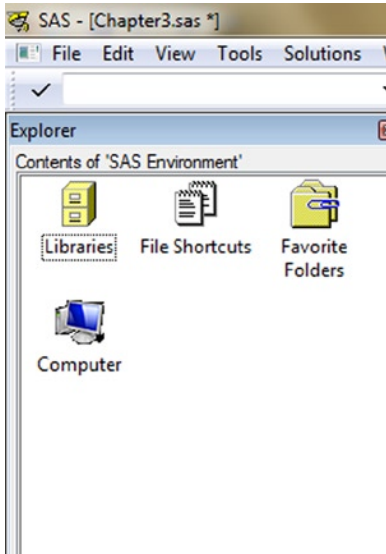 SAS - [Chapter3.sas *]
File Edit View Tools Solutions
Explorer
Contents of 'SAS Environment'
Libraries File Shortcuts Favorite
Folders
Computer